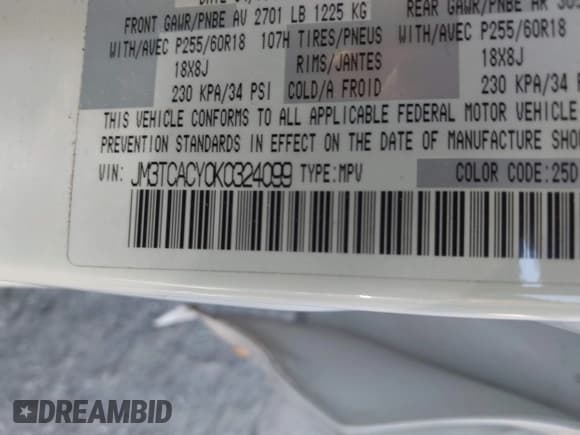 FRONT GAWR/PNBE AV 2701 LB 1225 KG
REAR GAWR/PNBE AR
WITH/AVEC P255/60R18 107H TIRES/PNEUS WITH/AVEC P255/60R18
18X8J RIMS/JANTES 18X8J
230 KPA/34 PSI COLD/A FROID 230 KPA/34 PSI
THIS VEHICLE CONFORMS TO ALL APPLICABLE FEDERAL MOTOR VEHICLE
PREVENTION STANDARDS IN EFFECT ON THE DATE OF MANUFACTURE SHO
VIN: JM3TCACY0K0324099 TYPE:MPV COLOR CODE:25D
DREAMBID